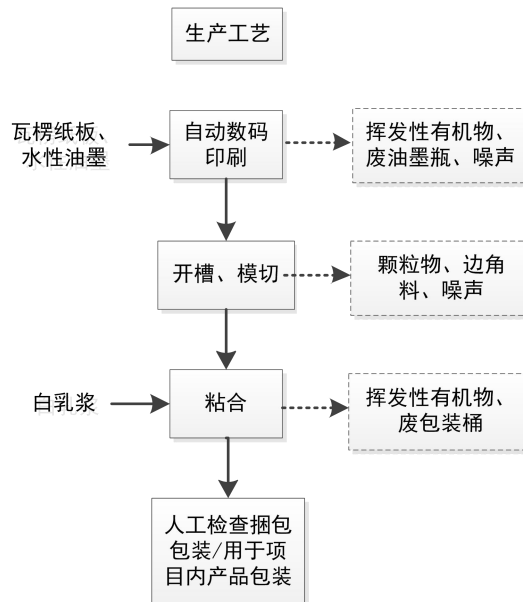 生产工艺
瓦楞纸板、
水性油墨
自动数码
印刷
挥发性有机物、
废油墨瓶、噪声
开槽、模切
颗粒物、边角
料、噪声
白乳浆
粘合
挥发性有机物、
废包装桶
人工检查捆包
包装/用于项
目内产品包装